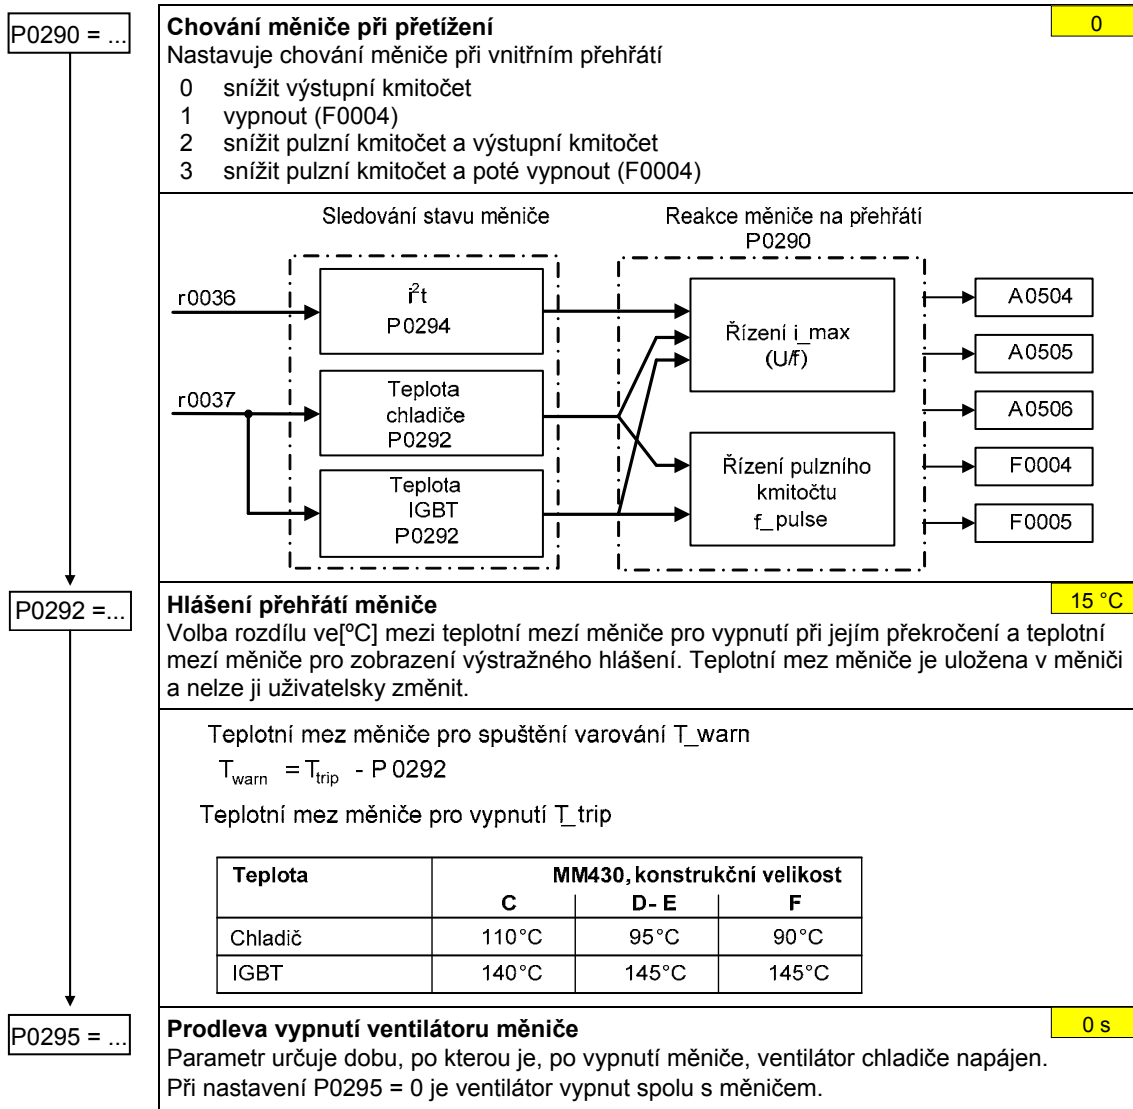 P0290 = ...
Chování měniče při přetížení
0
Nastavuje chování měniče při vnitřním přehřátí
0 snížit výstupní kmitočet
1 vypnout (F0004)
2 snížit pulzní kmitočet a výstupní kmitočet
3 snížit pulzní kmitočet a poté vypnout (F0004)
Sledování stavu měniče
Reakce měniče na přehřátí
P0290
r0036
i²t
P0294
r0037
Teplota
chladiče
P0292
Teplota
IGBT
P0292
Řízení i_max
(U/f)
Řízení pulzního
kmitočtu
f_pulse
A0504
A0505
A0506
F0004
F0005
P0292 =...
Hlášení přehřátí měniče
15 °C
Volba rozdílu ve[ºC] mezi teplotní mezí měniče pro vypnutí při jejím překročení a teplotní
mezí měniče pro zobrazení výstražného hlášení. Teplotní mez měniče je uložena v měniči
a nelze ji uživatelsky změnit.
Teplotní mez měniče pro spuštění varování T_warn
T_warn = T_trip - P 0292
Teplotní mez měniče pro vypnutí T_trip
Teplota MM430, konstrukční velikost
C D- E F
Chladič 110°C 95°C 90°C
IGBT 140°C 145°C 145°C
P0295 = ...
Prodleva vypnutí ventilátoru měniče
0 s
Parametr určuje dobu, po kterou je, po vypnutí měniče, ventilátor chladiče napájen.
Při nastavení P0295 = 0 je ventilátor vypnut spolu s měničem.